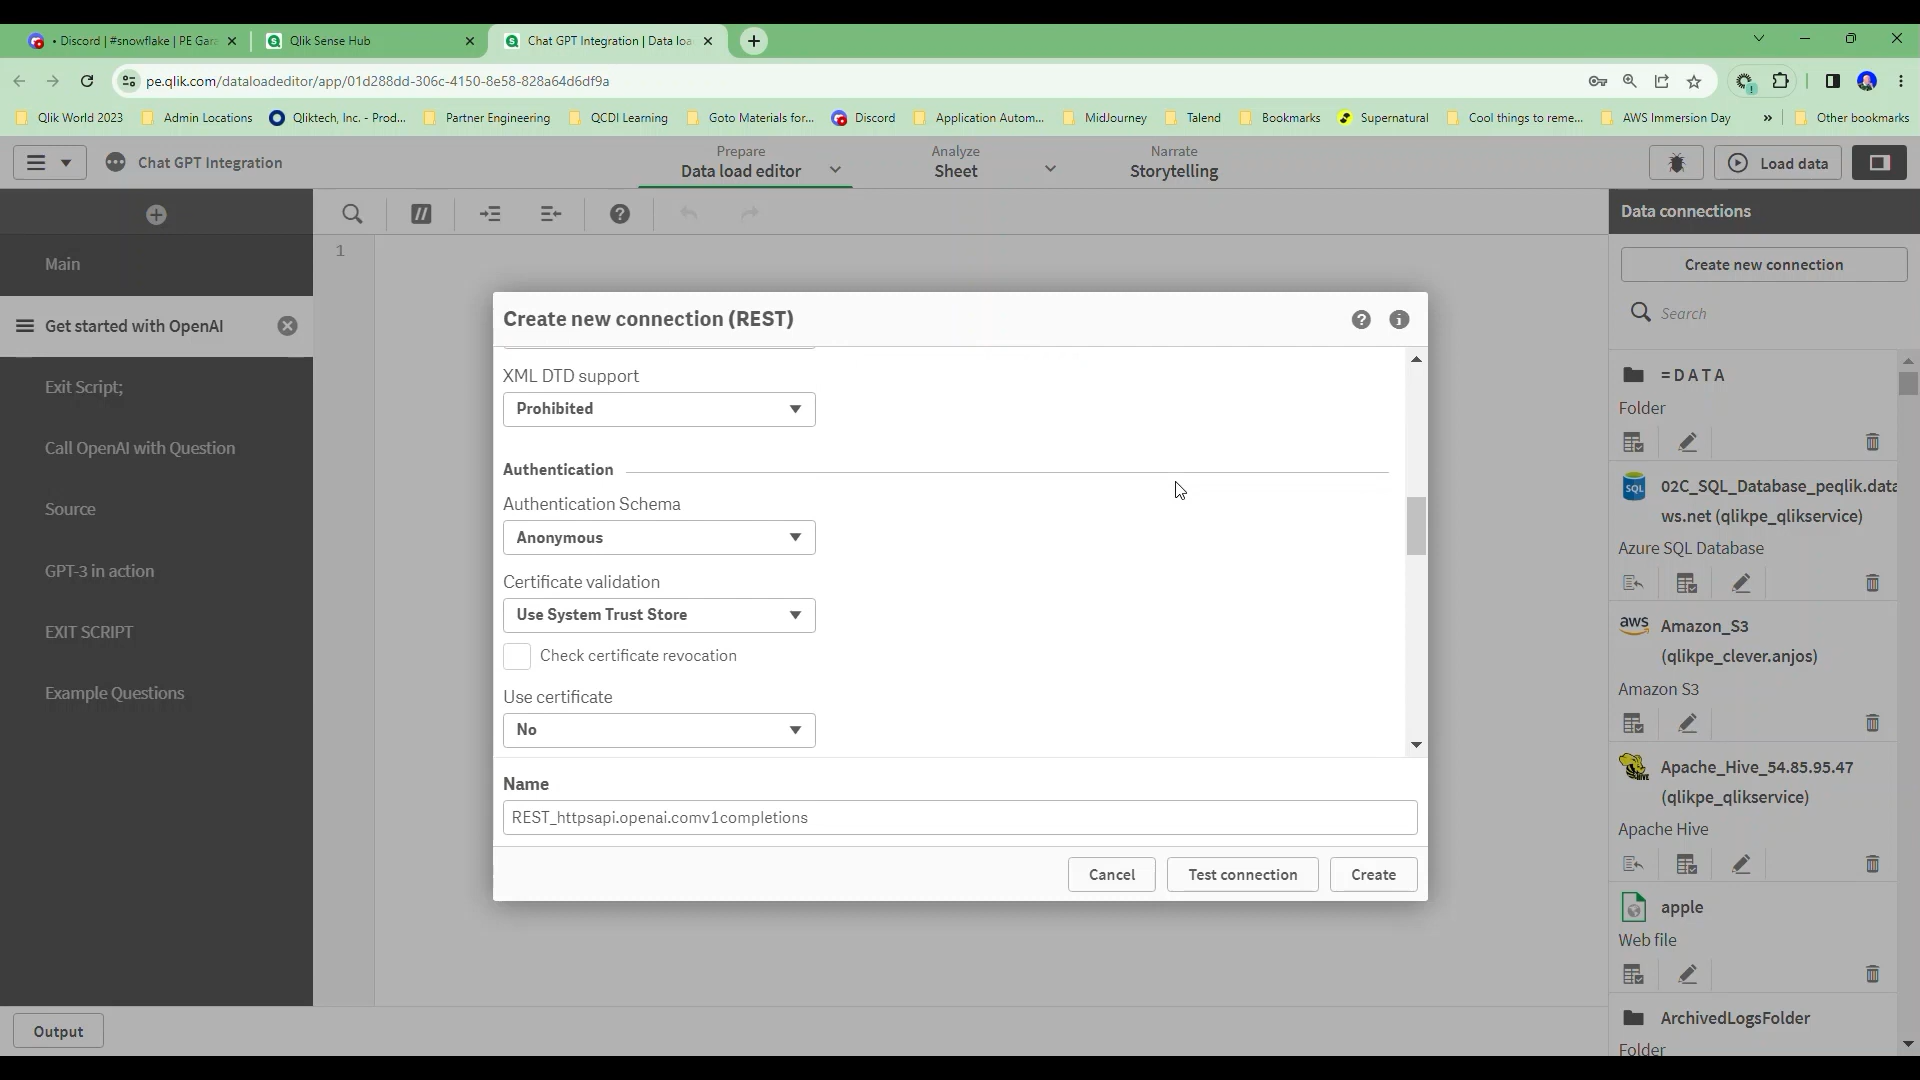 • Discord | #snowflake | PE Gara
Qlik Sense Hub
Chat GPT Integration | Data loa
pe.qlik.com/dataloadeditor/app/01d288dd-306c-4150-8e58-828a64d6df9a
Qlik World 2023
Admin Locations
Qliktech, Inc. - Prod...
Partner Engineering
QCDI Learning
Goto Materials for...
Discord
Application Autom...
MidJourney
Talend
Bookmarks
Supernatural
Cool things to reme...
AWS Immersion Day
»
Other bookmarks
Chat GPT Integration
Prepare
Data load editor
Analyze
Sheet
Narrate
Storytelling
Load data
Main
Get started with OpenAI
Exit Script;
Call OpenAI with Question
Source
GPT-3 in action
EXIT SCRIPT
Example Questions
Output
1
Create new connection (REST)
XML DTD support
Prohibited
Authentication
Authentication Schema
Anonymous
Certificate validation
Use System Trust Store
Check certificate revocation
Use certificate
No
Name
REST_httpsapi.openai.comv1completions
Cancel
Test connection
Create
Data connections
Create new connection
Search
=DATA
Folder
SQL
02C_SQL_Database_peqlik.data
ws.net (qlikpe_qlikservice)
Azure SQL Database
aws
Amazon_S3
(qlikpe_clever.anjos)
Amazon S3
HIVE
Apache_Hive_54.85.95.47
(qlikpe_qlikservice)
Apache Hive
apple
Web file
ArchivedLogsFolder
Folder